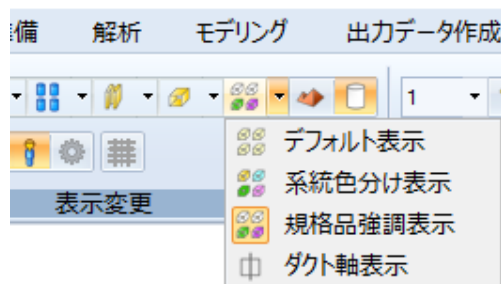 備 解析 モデリング 出力データ作成
1
デフォルト表示
系統色分け表示
表示変更
規格品強調表示
ダクト軸表示